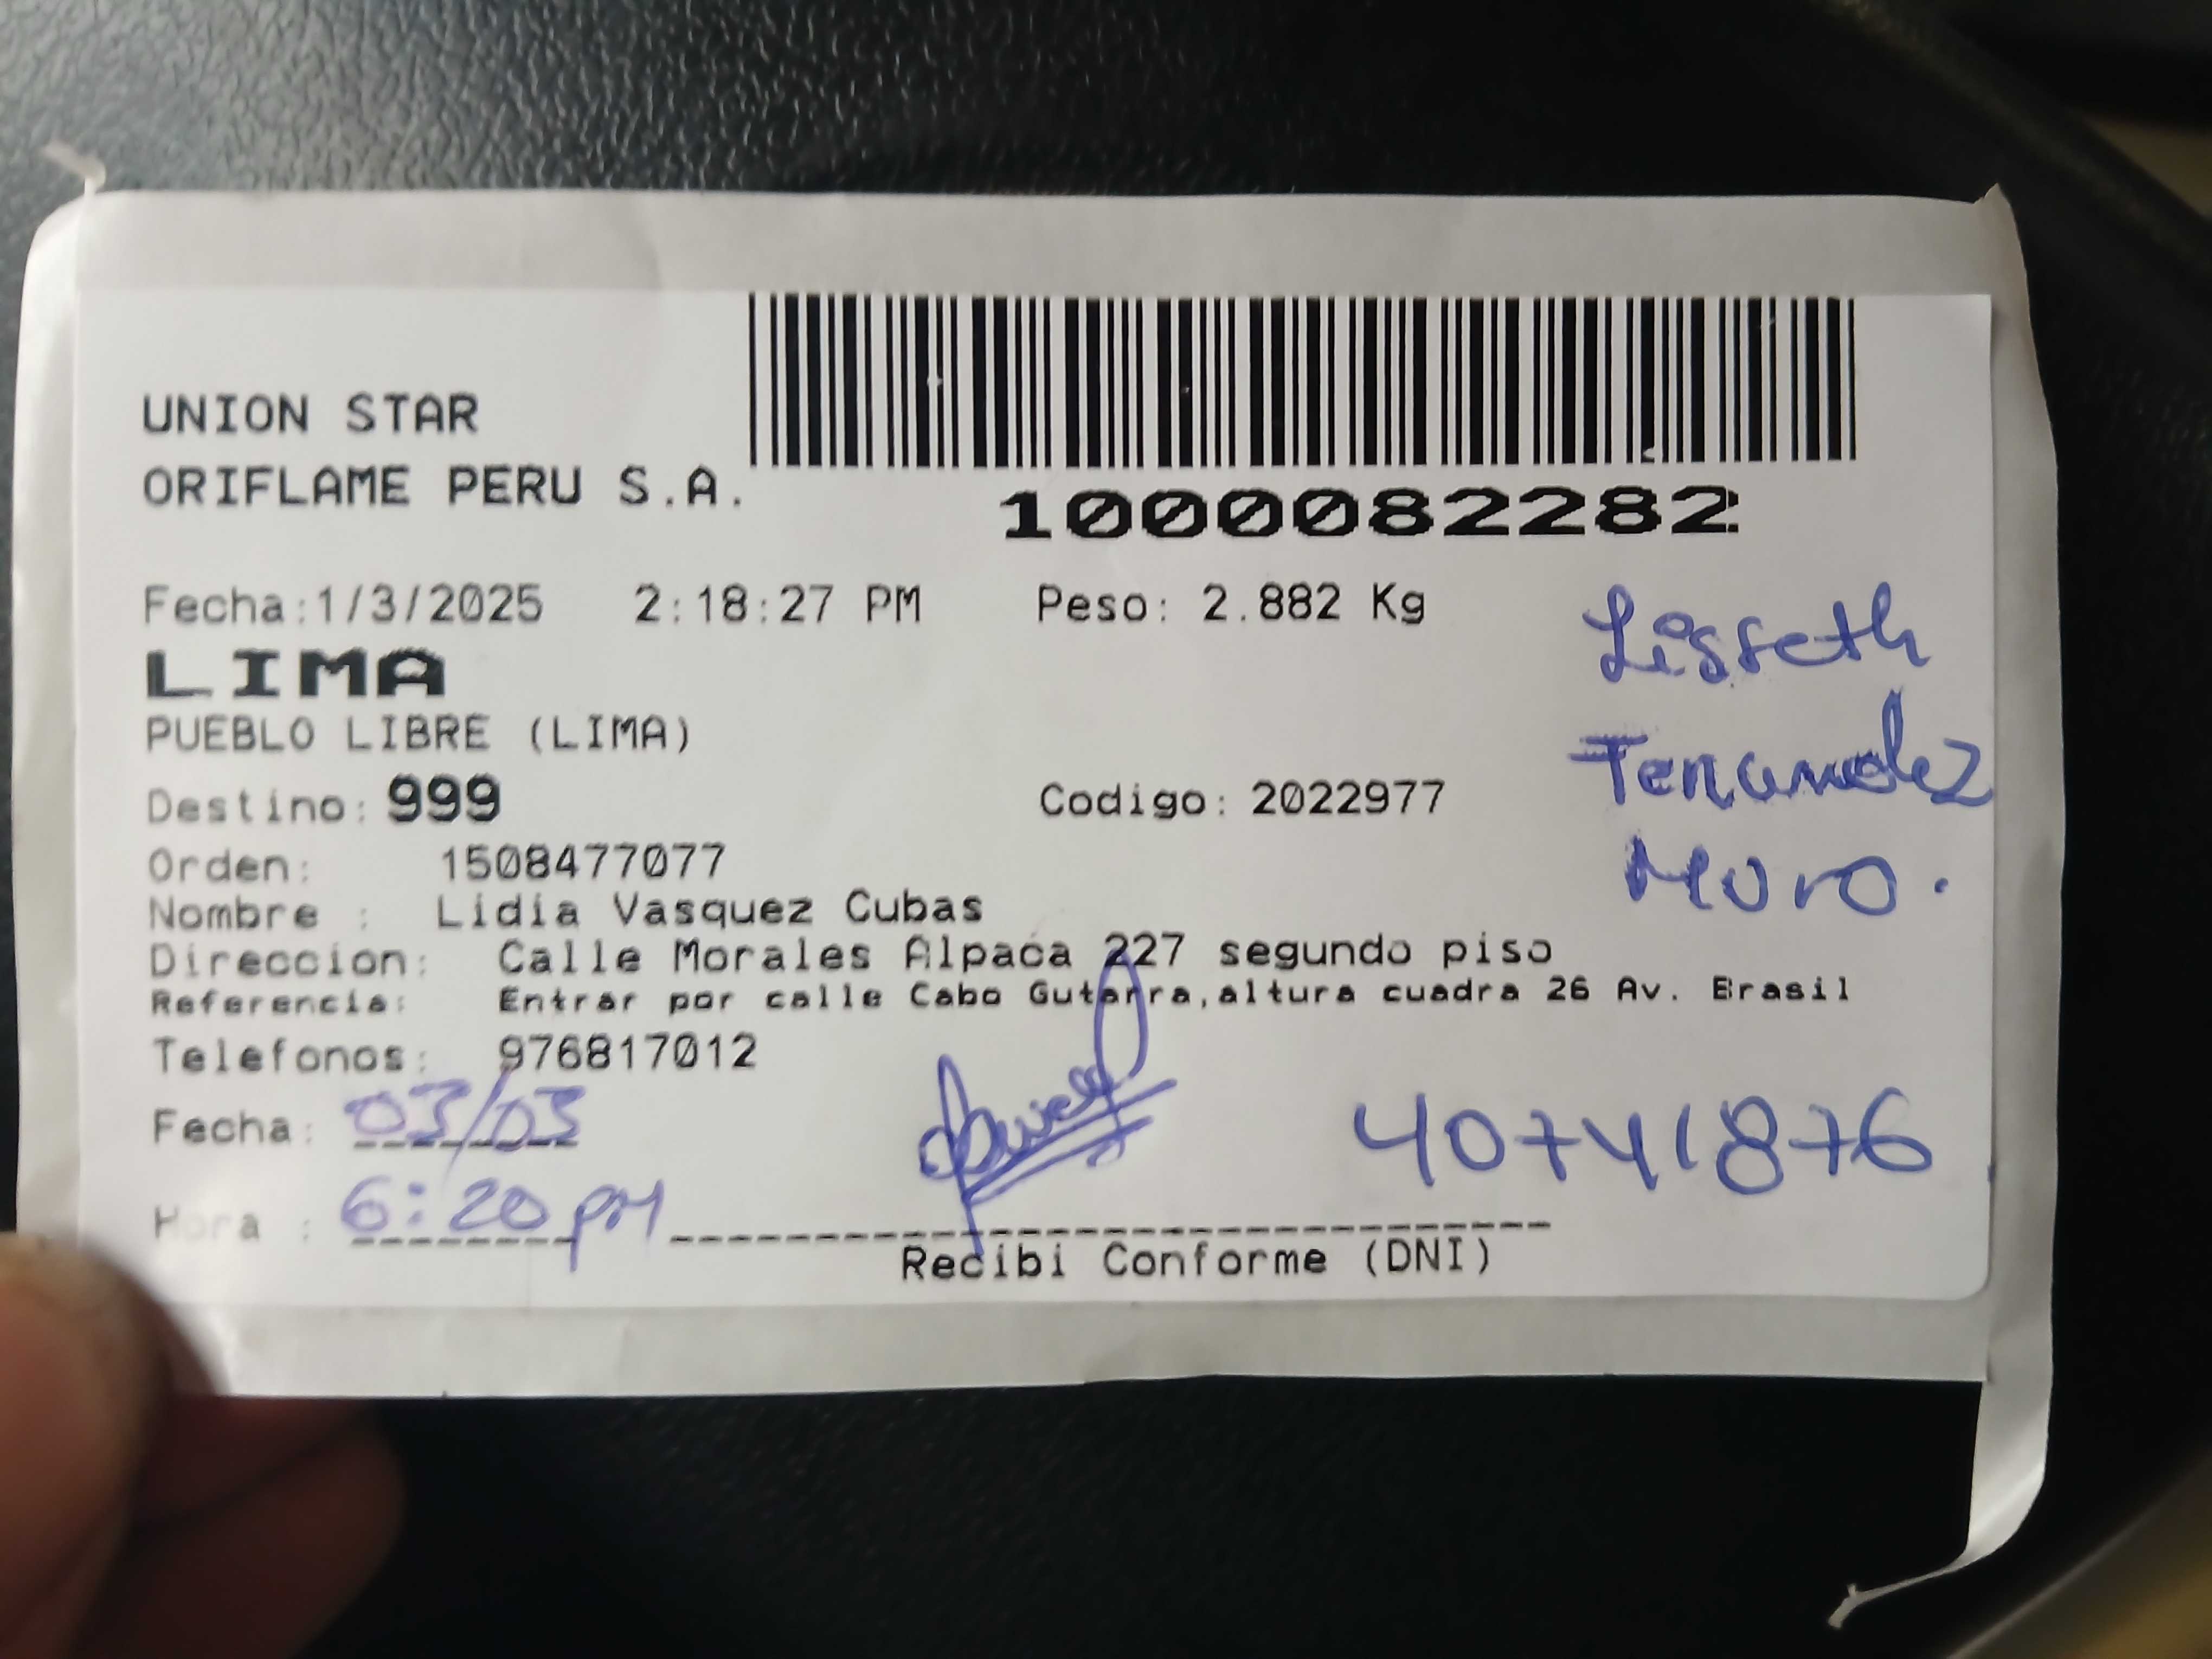 UNION STAR
ORIFLAME PERU S.A.
1000082282
Fecha:1/3/2025 2:18:27 PM Peso: 2.882 Kg
LIMA
PUEBLO LIBRE (LIMA)
Destino: 999 Codigo: 2022977
Orden: 1508477077
Nombre : Lidia Vasquez Cubas
Direccion: Calle Morales Alpaca 227 segundo piso
Referencia: Entrar por calle Cabo Gutarra,altura cuadra 26 Av. Brasil
Telefonos: 976817012
Fecha: 03/03
Hora : 6:20 pM
Recibi Conforme (DNI)
Lisseth
Fernandez
Muro.
40741876